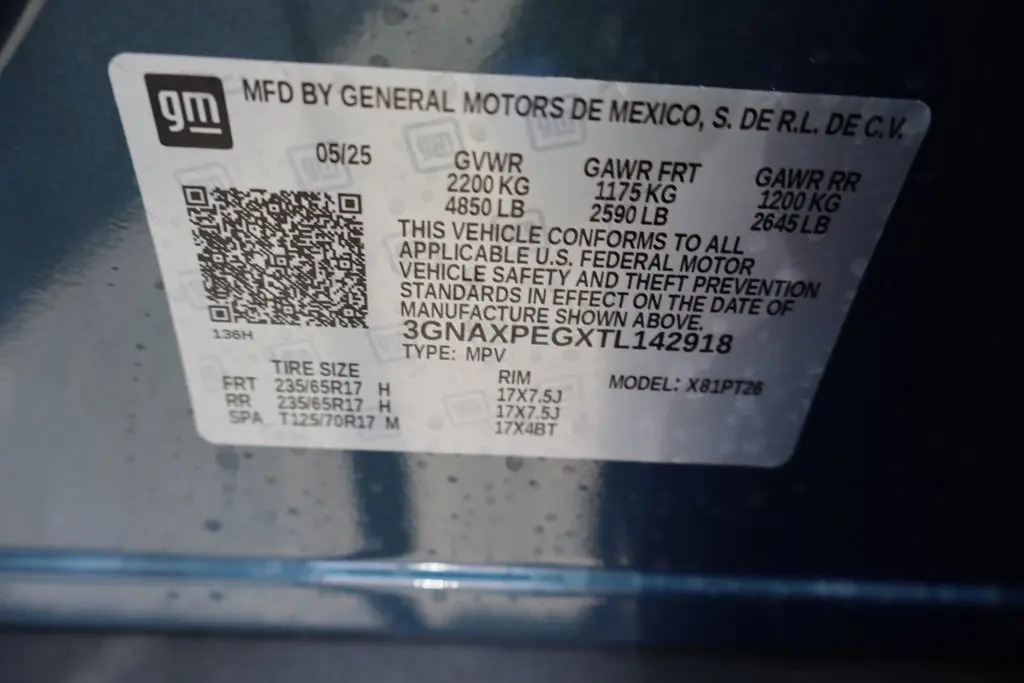 gm MFD BY GENERAL MOTORS DE MEXICO, S. DE R.L. DE C.V.
05/25 GVWR GAWR FRT GAWR RR
2200 KG 1175 KG 1200 KG
4850 LB 2590 LB 2645 LB
THIS VEHICLE CONFORMS TO ALL
APPLICABLE U.S. FEDERAL MOTOR
VEHICLE SAFETY AND THEFT PREVENTION
STANDARDS IN EFFECT ON THE DATE OF
MANUFACTURE SHOWN ABOVE.
136H 3GNAXPEGXTL142918
TYPE: MPV
TIRE SIZE RIM MODEL: X81PT26
FRT 235/65R17 H 17X7.5J
RR 235/65R17 H 17X7.5J
SPA T125/70R17 M 17X4BT